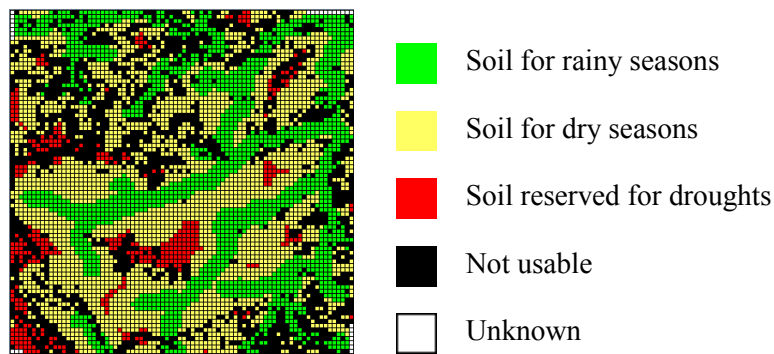 Soil for rainy seasons
Soil for dry seasons
Soil reserved for droughts
Not usable
Unknown